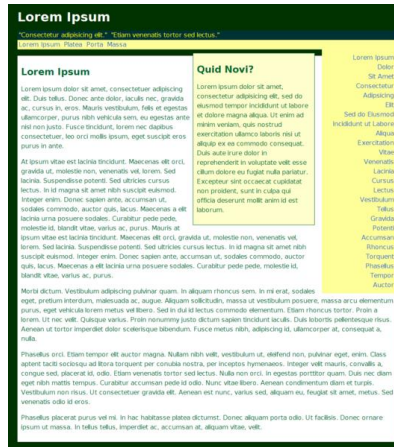 Lorem Ipsum
"Consectetur adipisicing elit." "Etiam venenatis tortor sed lectus."
Lorem Ipsum Platea Porta Massa
Lorem Ipsum
Lorem ipsum dolor sit amet, consectetuer adipiscing
elit. Duis tellus. Donec ante dolor, iaculis nec, gravida
ac, cursus in, eros. Mauris vestibulum, felis et egestas
ullamcorper, purus nibh vehicula sem, eu egestas ante
nisl non justo. Fusce tincidunt, lorem nec dapibus
consectetuer, leo orci mollis ipsum, eget suscipit eros
purus in ante.
At ipsum vitae est lacinia tincidunt. Maecenas elit orci,
gravida ut, molestie non, venenatis vel, lorem. Sed
lacinia. Suspendisse potenti. Sed ultricies cursus
lectus. In id magna sit amet nibh suscipit euismod.
Integer enim. Donec sapien ante, accumsan ut,
sodales commodo, auctor quis, lacus. Maecenas a elit
lacinia urna posuere sodales. Curabitur pede pede,
molestie id, blandit vitae, varius ac, purus. Mauris at
ipsum vitae est lacinia tincidunt. Maecenas elit orci, gravida ut, molestie non, venenatis vel,
lorem. Sed lacinia. Suspendisse potenti. Sed ultricies cursus lectus. In id magna sit amet nibh
suscipit euismod. Integer enim. Donec sapien ante, accumsan ut, sodales commodo, auctor
quis, lacus. Maecenas a elit lacinia urna posuere sodales. Curabitur pede pede, molestie id,
blandit vitae, varius ac, purus.
Morbi dictum. Vestibulum adipiscing pulvinar quam. In aliquam rhoncus sem. In mi erat, sodales
eget, pretium interdum, malesuada ac, augue. Aliquam sollicitudin, massa ut vestibulum posuere, massa arcu elementum
purus, eget vehicula lorem metus vel libero. Sed in dui id lectus commodo elementum. Etiam rhoncus tortor. Proin a
lorem. Ut nec velit. Quisque varius. Proin nonummy justo dictum sapien tincidunt iaculis. Duis lobortis pellentesque risus.
Aenean ut tortor imperdiet dolor scelerisque bibendum. Fusce metus nibh, adipiscing id, ullamcorper at, consequat a,
nulla.
Phasellus orci. Etiam tempor elit auctor magna. Nullam nibh velit, vestibulum ut, eleifend non, pulvinar eget, enim. Class
aptent taciti sociosqu ad litora torquent per conubia nostra, per inceptos hymenaeos. Integer velit mauris, convallis a,
congue sed, placerat id, odio. Etiam venenatis tortor sed lectus. Nulla non orci. In egestas porttitor quam. Duis nec diam
eget nibh mattis tempus. Curabitur accumsan pede id odio. Nunc vitae libero. Aenean condimentum diam et turpis.
Vestibulum non risus. Ut consectetuer gravida elit. Aenean est nunc, varius sed, aliquam eu, feugiat sit amet, metus. Sed
venenatis odio id eros.
Phasellus placerat purus vel mi. In hac habitasse platea dictumst. Donec aliquam porta odio. Ut facilisis. Donec ornare
ipsum ut massa. In tellus tellus, imperdiet ac, accumsan at, aliquam vitae, velit.
Quid Novi?
Lorem ipsum dolor sit amet,
consectetur adipisicing elit, sed do
eiusmod tempor incididunt ut labore
et dolore magna aliqua. Ut enim ad
minim veniam, quis nostrud
exercitation ullamco laboris nisi ut
aliquip ex ea commodo consequat.
Duis aute irure dolor in
reprehenderit in voluptate velit esse
cillum dolore eu fugiat nulla pariatur.
Excepteur sint occaecat cupidatat
non proident, sunt in culpa qui
officia deserunt mollit anim id est
laborum.
Lorem Ipsum
Dolor
Sit Amet
Consectetur
Adipisicing
Elit
Sed do Eiusmod
Incididunt ut Labore
Aliqua
Exercitation
Vitae
Venenatis
Lacinia
Cursus
Lectus
Vestibulum
Tellus
Gravida
Potenti
Accumsan
Rhoncus
Torquent
Phasellus
Tempor
Auctor